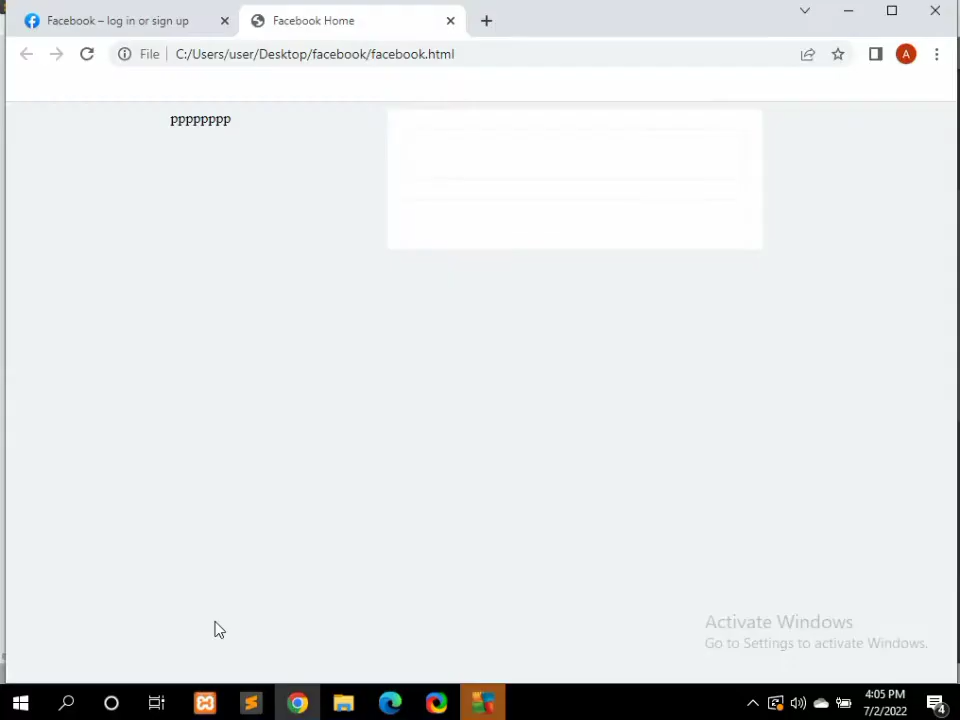 Facebook – log in or sign up
Facebook Home
File
C:/Users/user/Desktop/facebook/facebook.html
A
pppppppp
Activate Windows
Go to Settings to activate Windows.
4:05 PM
7/2/2022
4